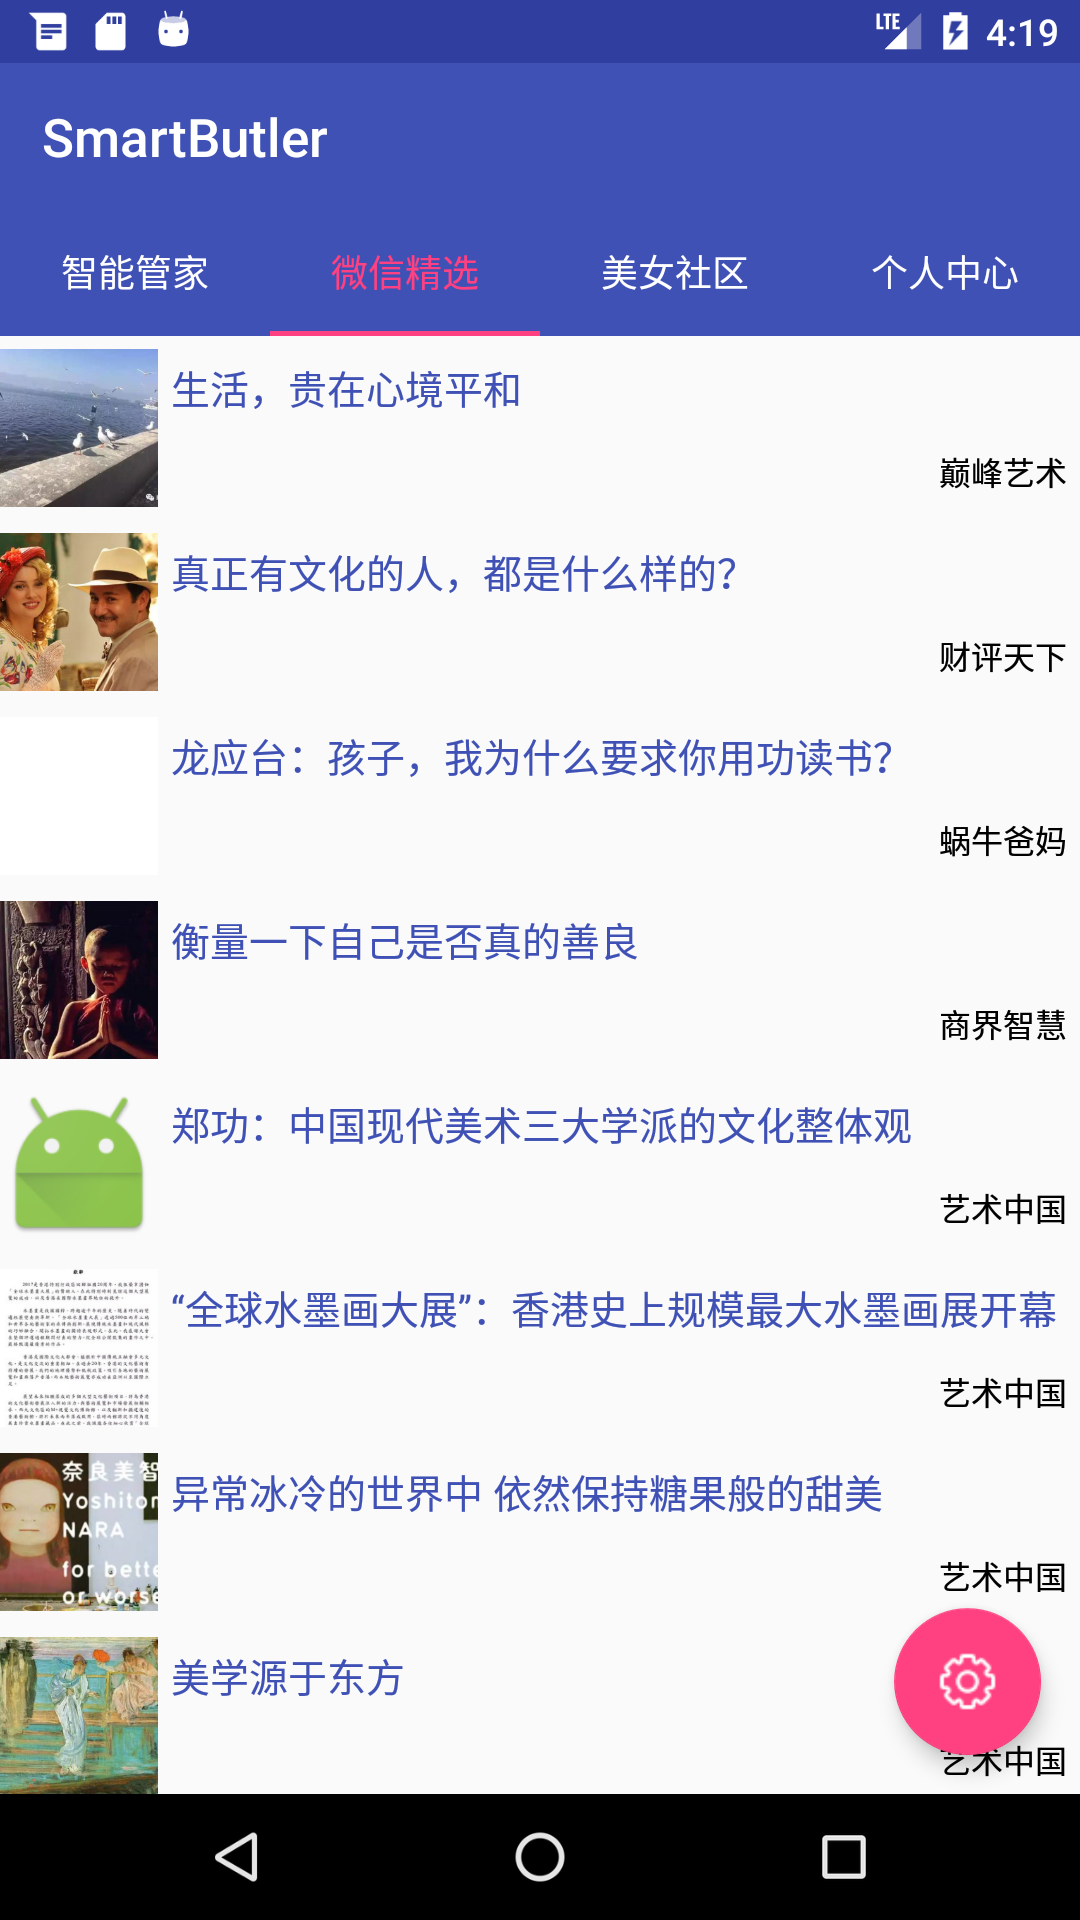 LTE 4:19
SmartButler
智能管家 微信精选 美女社区 个人中心
生活，贵在心境平和
巅峰艺术
真正有文化的人，都是什么样的？
财评天下
龙应台：孩子，我为什么要求你用功读书？
蜗牛爸妈
衡量一下自己是否真的善良
商界智慧
郑功：中国现代美术三大学派的文化整体观
艺术中国
“全球水墨画大展”：香港史上规模最大水墨画展开幕
艺术中国
奈良美智
Yoshitor
NARA
for bette
or worse
异常冰冷的世界中 依然保持糖果般的甜美
艺术中国
美学源于东方
艺术中国